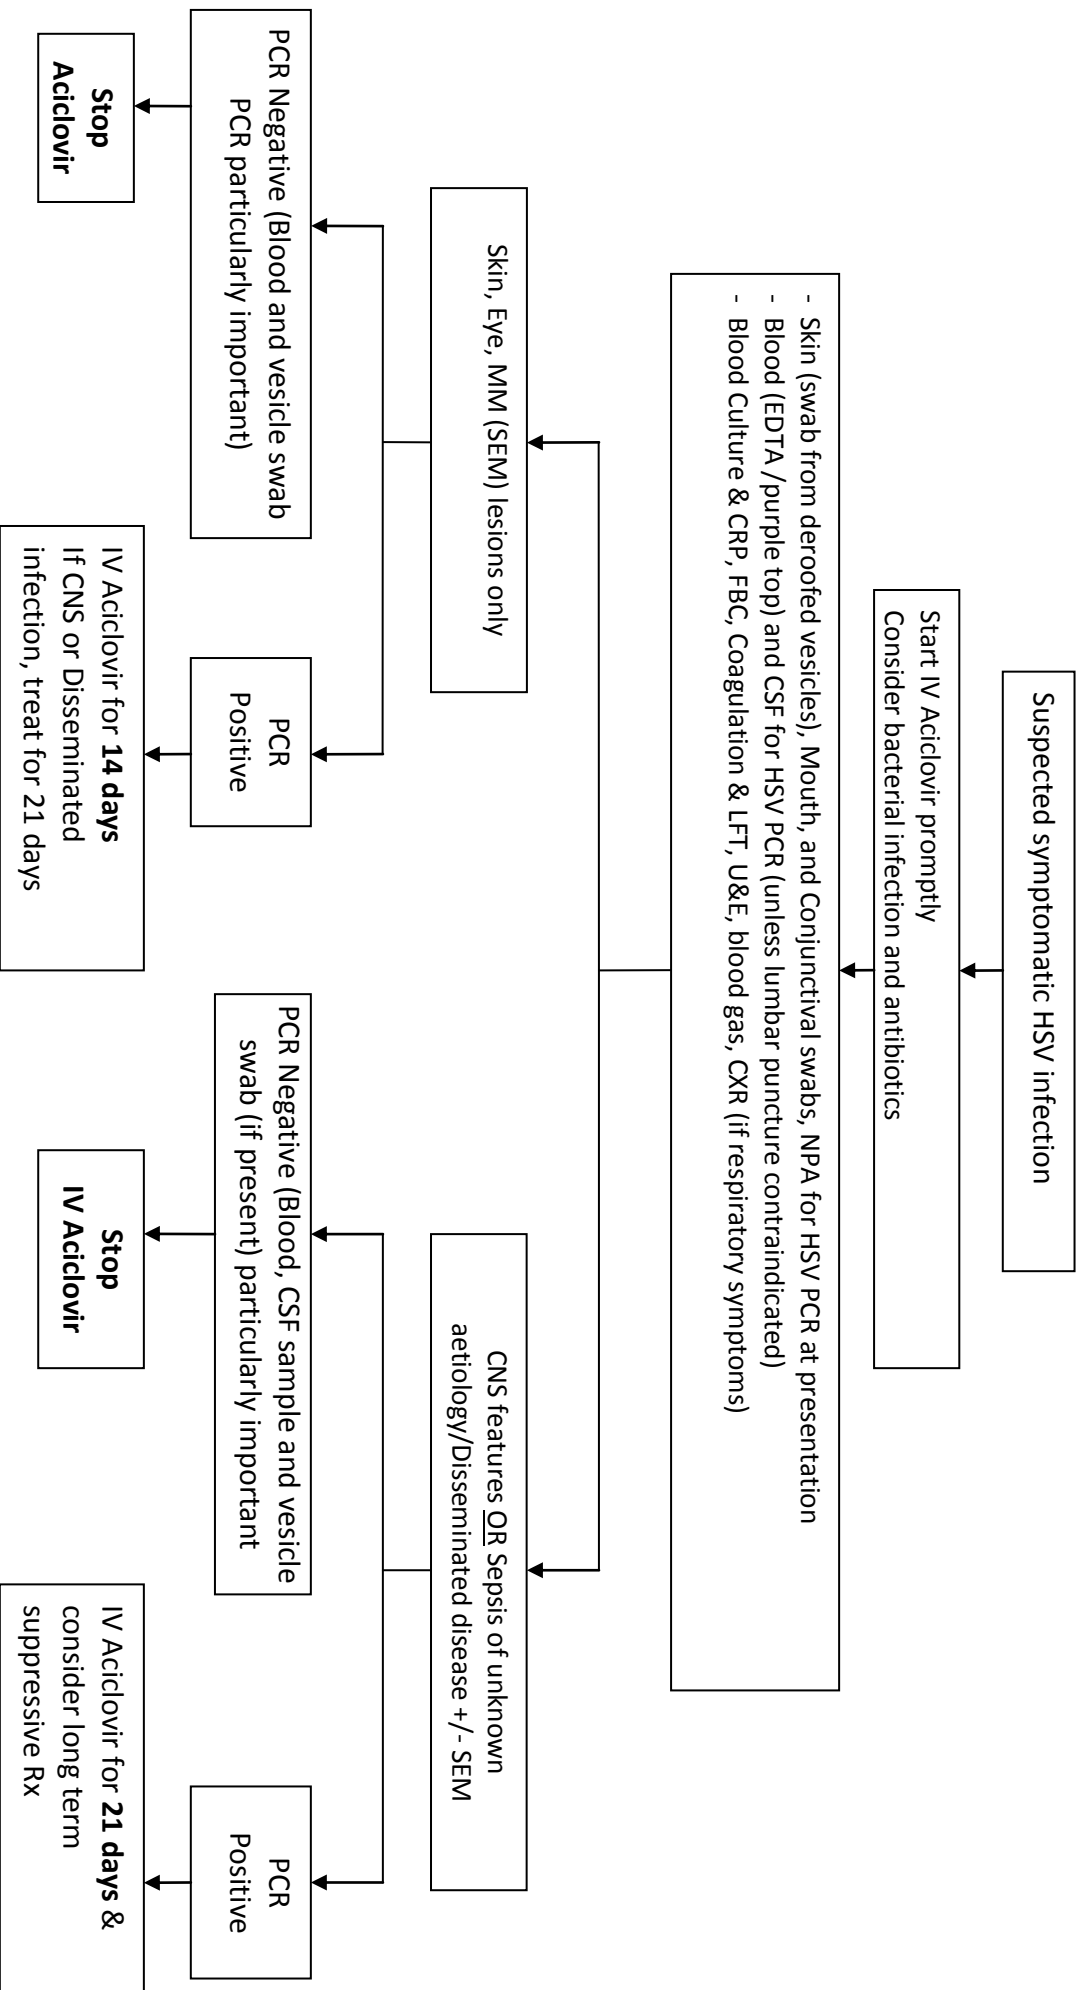 Suspected symptomatic HSV infection
Start IV Aciclovir promptly
Consider bacterial infection and antibiotics
- Skin (swab from deroofed vesicles), Mouth, and Conjunctival swabs, NPA for HSV PCR at presentation
- Blood (EDTA /purple top) and CSF for HSV PCR (unless lumbar puncture contraindicated)
- Blood Culture & CRP, FBC, Coagulation & LFT, U&E, blood gas, CXR (if respiratory symptoms)
Skin, Eye, MM (SEM) lesions only
CNS features OR Sepsis of unknown
aetiology/Disseminated disease +/- SEM
PCR Negative (Blood and vesicle swab
PCR particularly important)
PCR
Positive
PCR Negative (Blood, CSF sample and vesicle
swab (if present) particularly important
PCR
Positive
Stop
Aciclovir
IV Aciclovir for 14 days
If CNS or Disseminated
infection, treat for 21 days
Stop
IV Aciclovir
IV Aciclovir for 21 days &
consider long term
suppressive Rx